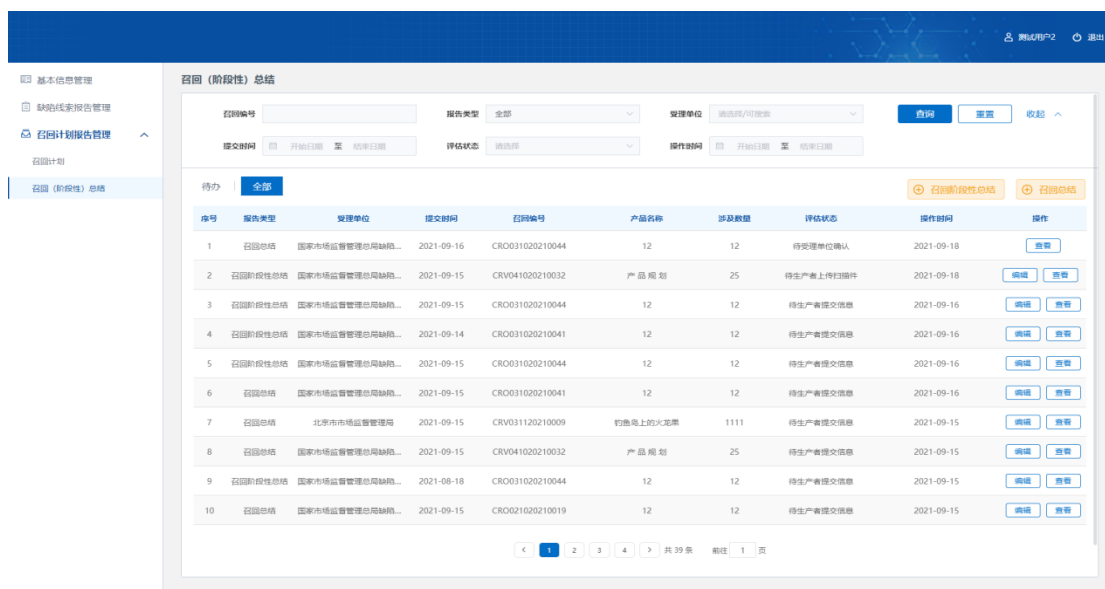 测试用户2 退出
基本信息管理
缺陷线索报告管理
召回计划报告管理
召回计划
召回（阶段性）总结
召回（阶段性）总结
召回编号 报告类型 全部 受理单位 请选择/可搜索 查询 重置 收起
提交时间 开始日期 至 结束日期 评估状态 请选择 操作时间 开始日期 至 结束日期
待办 全部 召回阶段性总结 召回总结
序号 报告类型 受理单位 提交时间 召回编号 产品名称 涉及数量 评估状态 操作时间 操作
1 召回总结 国家市场监督管理总局缺陷... 2021-09-16 CRO031020210044 12 12 待受理单位确认 2021-09-18 查看
2 召回阶段性总结 国家市场监督管理总局缺陷... 2021-09-15 CRV041020210032 产品规划 25 待生产者上传扫描件 2021-09-18 编辑 查看
3 召回总结 国家市场监督管理总局缺陷... 2021-09-15 CRO031020210044 12 12 待生产者提交信息 2021-09-16 编辑 查看
4 召回阶段性总结 国家市场监督管理总局缺陷... 2021-09-14 CRO031020210041 12 12 待生产者提交信息 2021-09-16 编辑 查看
5 召回阶段性总结 国家市场监督管理总局缺陷... 2021-09-15 CRO031020210044 12 12 待生产者提交信息 2021-09-16 编辑 查看
6 召回总结 国家市场监督管理总局缺陷... 2021-09-15 CRO031020210041 12 12 待生产者提交信息 2021-09-16 编辑 查看
7 召回总结 北京市市场监督管理局 2021-09-15 CRV031120210009 钓鱼岛上的火龙果 1111 待生产者提交信息 2021-09-15 编辑 查看
8 召回总结 国家市场监督管理总局缺陷... 2021-09-15 CRV041020210032 产品规划 25 待生产者提交信息 2021-09-15 编辑 查看
9 召回阶段性总结 国家市场监督管理总局缺陷... 2021-08-18 CRO031020210044 12 12 待生产者提交信息 2021-09-15 编辑 查看
10 召回总结 国家市场监督管理总局缺陷... 2021-09-15 CRO021020210019 12 12 待生产者提交信息 2021-09-15 编辑 查看
1 2 3 4 共 39 条 前往 1 页